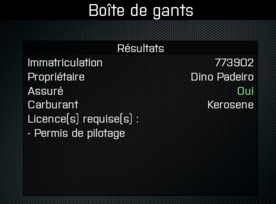 Boîte de gants
Résultats
Immatriculation 773902
Propriétaire Dino Padeiro
Assuré Oui
Carburant Kerosene
Licence(s) requise(s) :
- Permis de pilotage